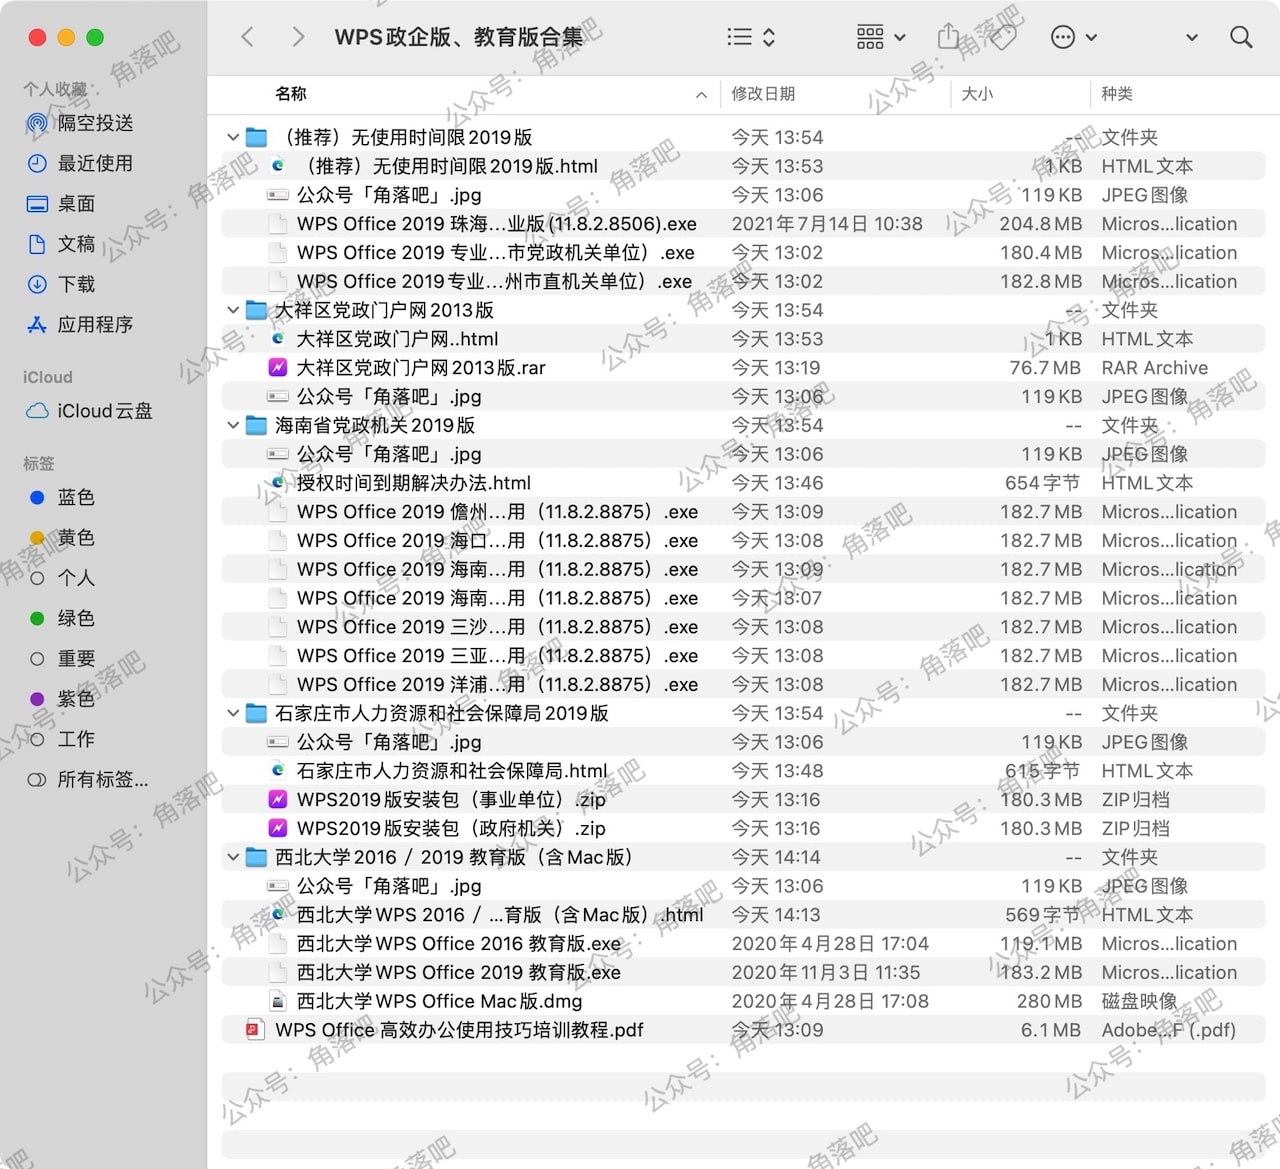 WPS政企版、教育版合集
个人收藏
隔空投送
最近使用
桌面
文稿
下载
应用程序
iCloud
iCloud云盘
标签
蓝色
黄色
个人
绿色
重要
紫色
工作
所有标签...
名称 修改日期 大小 种类
（推荐）无使用时间限2019版 今天 13:54 -- 文件夹
（推荐）无使用时间限2019版.html 今天 13:53 1 KB HTML文本
公众号「角落吧」.jpg 今天 13:06 119 KB JPEG图像
WPS Office 2019 珠海...业版(11.8.2.8506).exe 2021年7月14日 10:38 204.8 MB Micros...lication
WPS Office 2019 专业...市党政机关单位）.exe 今天 13:02 180.4 MB Micros...lication
WPS Office 2019专业...州市直机关单位）.exe 今天 13:02 182.8 MB Micros...lication
大祥区党政门户网2013版 今天 13:54 -- 文件夹
大祥区党政门户网..html 今天 13:53 1 KB HTML文本
大祥区党政门户网2013版.rar 今天 13:19 76.7 MB RAR Archive
公众号「角落吧」.jpg 今天 13:06 119 KB JPEG图像
海南省党政机关2019版 今天 13:54 -- 文件夹
公众号「角落吧」.jpg 今天 13:06 119 KB JPEG图像
授权时间到期解决办法.html 今天 13:46 654字节 HTML文本
WPS Office 2019 儋州...用（11.8.2.8875）.exe 今天 13:09 182.7 MB Micros...lication
WPS Office 2019 海口...用（11.8.2.8875）.exe 今天 13:08 182.7 MB Micros...lication
WPS Office 2019 海南...用（11.8.2.8875）.exe 今天 13:09 182.7 MB Micros...lication
WPS Office 2019 海南...用（11.8.2.8875）.exe 今天 13:07 182.7 MB Micros...lication
WPS Office 2019 三沙...用（11.8.2.8875）.exe 今天 13:08 182.7 MB Micros...lication
WPS Office 2019 三亚...用（11.8.2.8875）.exe 今天 13:08 182.7 MB Micros...lication
WPS Office 2019 洋浦...用（11.8.2.8875）.exe 今天 13:08 182.7 MB Micros...lication
石家庄市人力资源和社会保障局2019版 今天 13:54 -- 文件夹
公众号「角落吧」.jpg 今天 13:06 119 KB JPEG图像
石家庄市人力资源和社会保障局.html 今天 13:48 615字节 HTML文本
WPS2019版安装包（事业单位）.zip 今天 13:16 180.3 MB ZIP归档
WPS2019版安装包（政府机关）.zip 今天 13:16 180.3 MB ZIP归档
西北大学2016 / 2019 教育版（含Mac版） 今天 14:14 -- 文件夹
公众号「角落吧」.jpg 今天 13:06 119 KB JPEG图像
西北大学WPS 2016 / ...育版（含Mac版）.html 今天 14:13 569字节 HTML文本
西北大学WPS Office 2016 教育版.exe 2020年4月28日 17:04 119.1 MB Micros...lication
西北大学WPS Office 2019 教育版.exe 2020年11月3日 11:35 183.2 MB Micros...lication
西北大学WPS Office Mac版.dmg 2020年4月28日 17:08 280 MB 磁盘映像
WPS Office 高效办公使用技巧培训教程.pdf 今天 13:09 6.1 MB Adobe...F (.pdf)
公众号：角落吧